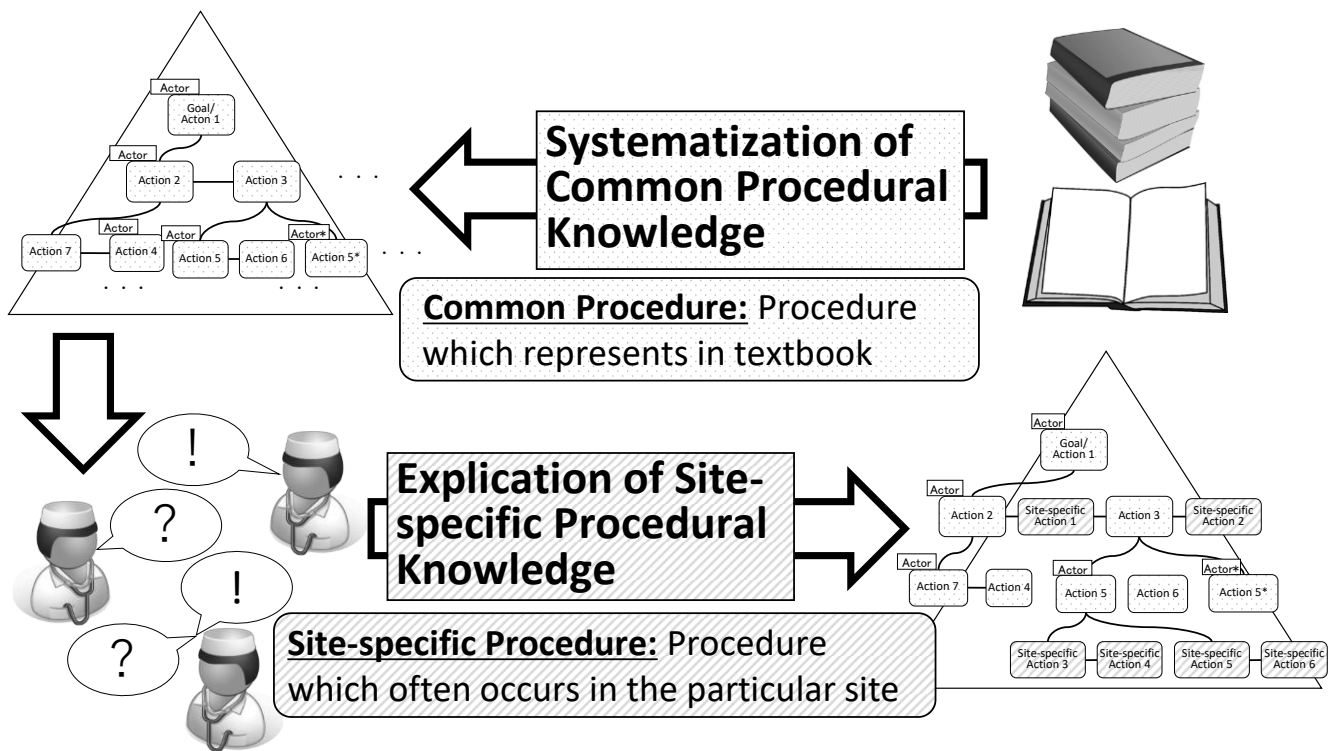 Actor
Goal/
Acton 1
Actor
Action 2
Action 3
. . .
Actor
Actor
Actor*
Action 7
Action 4
Action 5
Action 6
Action 5*
. . .
. . .
. . .
Systematization of
Common Procedural
Knowledge
Common Procedure: Procedure
which represents in textbook
!
?
!
?
Explication of Site-
specific Procedural
Knowledge
Site-specific Procedure: Procedure
which often occurs in the particular site
Actor
Goal/
Action 1
Actor
Action 2
Site-specific
Action 1
Action 3
Site-specific
Action 2
Actor
Actor
Actor*
Action 7
Action 4
Action 5
Action 6
Action 5*
Site-specific
Action 3
Site-specific
Action 4
Site-specific
Action 5
Site-specific
Action 6